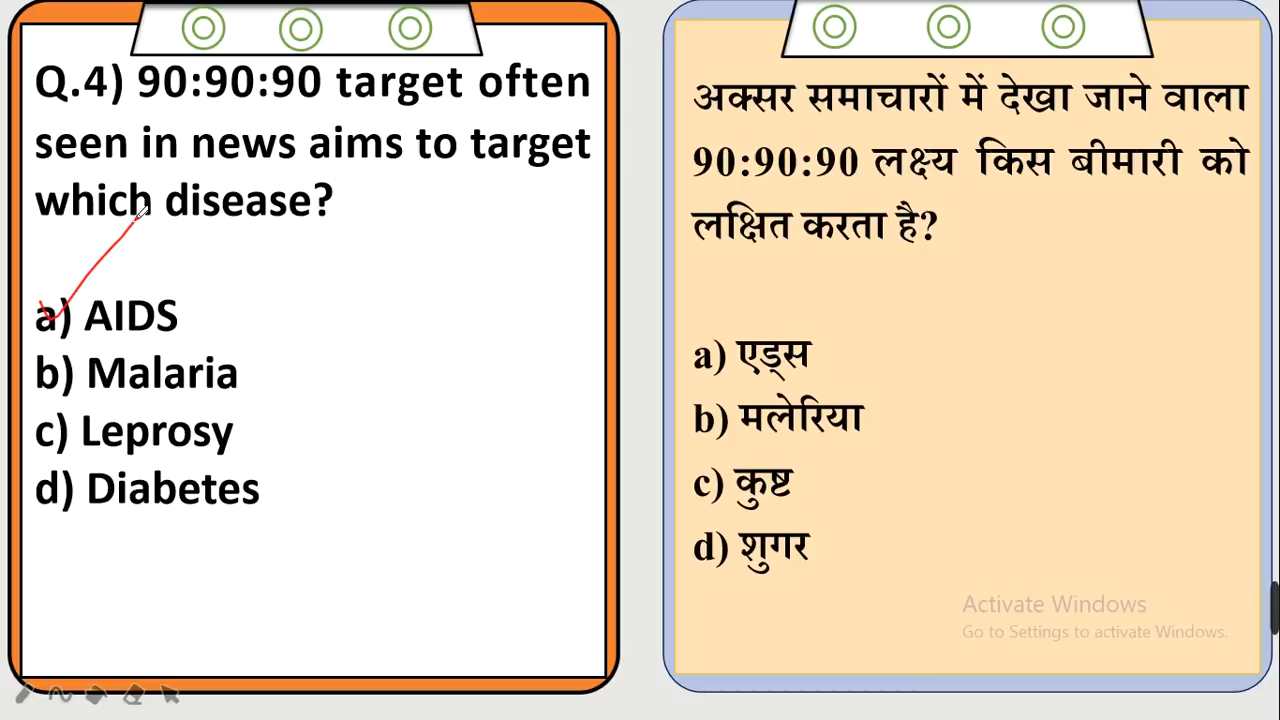 Q.4) 90:90:90 target often
seen in news aims to target
which disease?
a) AIDS
b) Malaria
c) Leprosy
d) Diabetes
अक्सर समाचारों में देखा जाने वाला
90:90:90 लक्ष्य किस बीमारी को
लक्षित करता है?
a) एड्स
b) मलेरिया
c) कुष्ट
d) शुगर
Activate Windows
Go to Settings to activate Windows.